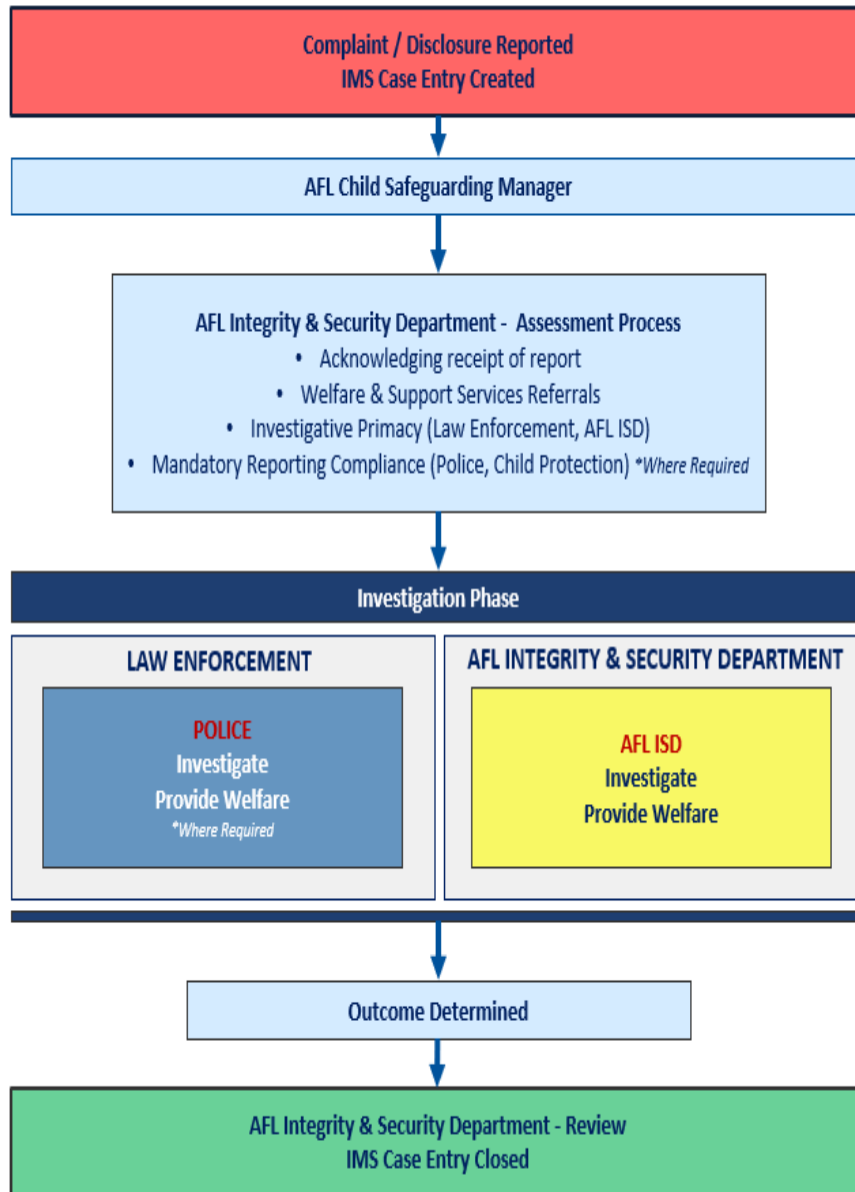 Complaint / Disclosure Reported
IMS Case Entry Created
AFL Child Safeguarding Manager
AFL Integrity & Security Department - Assessment Process
• Acknowledging receipt of report
• Welfare & Support Services Referrals
• Investigative Primacy (Law Enforcement, AFL ISD)
• Mandatory Reporting Compliance (Police, Child Protection) *Where Required
Investigation Phase
LAW ENFORCEMENT
POLICE
Investigate
Provide Welfare
*Where Required
AFL INTEGRITY & SECURITY DEPARTMENT
AFL ISD
Investigate
Provide Welfare
Outcome Determined
AFL Integrity & Security Department - Review
IMS Case Entry Closed